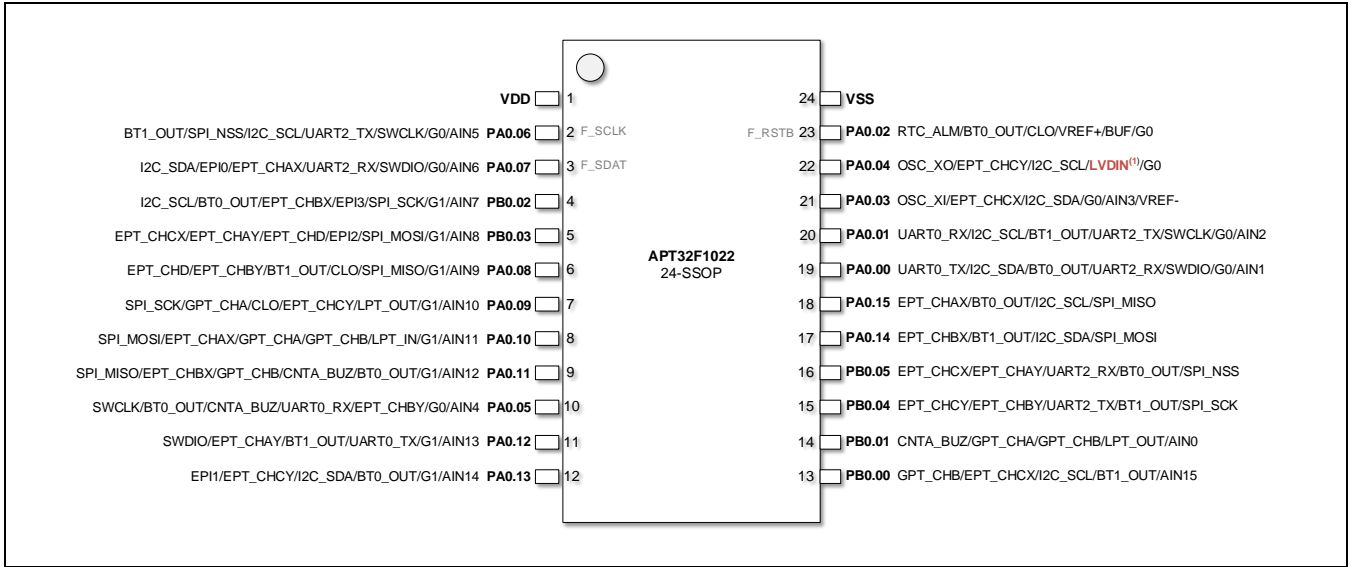 VDD 1 24 VSS
BT1_OUT/SPI_NSS/I2C_SCL/UART2_TX/SWCLK/G0/AIN5 PA0.06 2 F_SCLK F_RSTB 23 PA0.02 RTC_ALM/BT0_OUT/CLO/VREF+/BUF/G0
I2C_SDA/EPI0/EPT_CHAX/UART2_RX/SWDIO/G0/AIN6 PA0.07 3 F_SDAT 22 PA0.04 OSC_XO/EPT_CHCY/I2C_SCL/LVDIN(1)/G0
I2C_SCL/BT0_OUT/EPT_CHBX/EPI3/SPI_SCK/G1/AIN7 PB0.02 4 21 PA0.03 OSC_XI/EPT_CHCX/I2C_SDA/G0/AIN3/VREF-
EPT_CHCX/EPT_CHAY/EPT_CHD/EPI2/SPI_MOSI/G1/AIN8 PB0.03 5 20 PA0.01 UART0_RX/I2C_SCL/BT1_OUT/UART2_TX/SWCLK/G0/AIN2
APT32F1022
24-SSOP
EPT_CHD/EPT_CHBY/BT1_OUT/CLO/SPI_MISO/G1/AIN9 PA0.08 6 19 PA0.00 UART0_TX/I2C_SDA/BT0_OUT/UART2_RX/SWDIO/G0/AIN1
SPI_SCK/GPT_CHA/CLO/EPT_CHCY/LPT_OUT/G1/AIN10 PA0.09 7 18 PA0.15 EPT_CHAX/BT0_OUT/I2C_SCL/SPI_MISO
SPI_MOSI/EPT_CHAX/GPT_CHA/GPT_CHB/LPT_IN/G1/AIN11 PA0.10 8 17 PA0.14 EPT_CHBX/BT1_OUT/I2C_SDA/SPI_MOSI
SPI_MISO/EPT_CHBX/GPT_CHB/CNTA_BUZ/BT0_OUT/G1/AIN12 PA0.11 9 16 PB0.05 EPT_CHCX/EPT_CHAY/UART2_RX/BT0_OUT/SPI_NSS
SWCLK/BT0_OUT/CNTA_BUZ/UART0_RX/EPT_CHBY/G0/AIN4 PA0.05 10 15 PB0.04 EPT_CHCY/EPT_CHBY/UART2_TX/BT1_OUT/SPI_SCK
SWDIO/EPT_CHAY/BT1_OUT/UART0_TX/G1/AIN13 PA0.12 11 14 PB0.01 CNTA_BUZ/GPT_CHA/GPT_CHB/LPT_OUT/AIN0
EPI1/EPT_CHCY/I2C_SDA/BT0_OUT/G1/AIN14 PA0.13 12 13 PB0.00 GPT_CHB/EPT_CHCX/I2C_SCL/BT1_OUT/AIN15